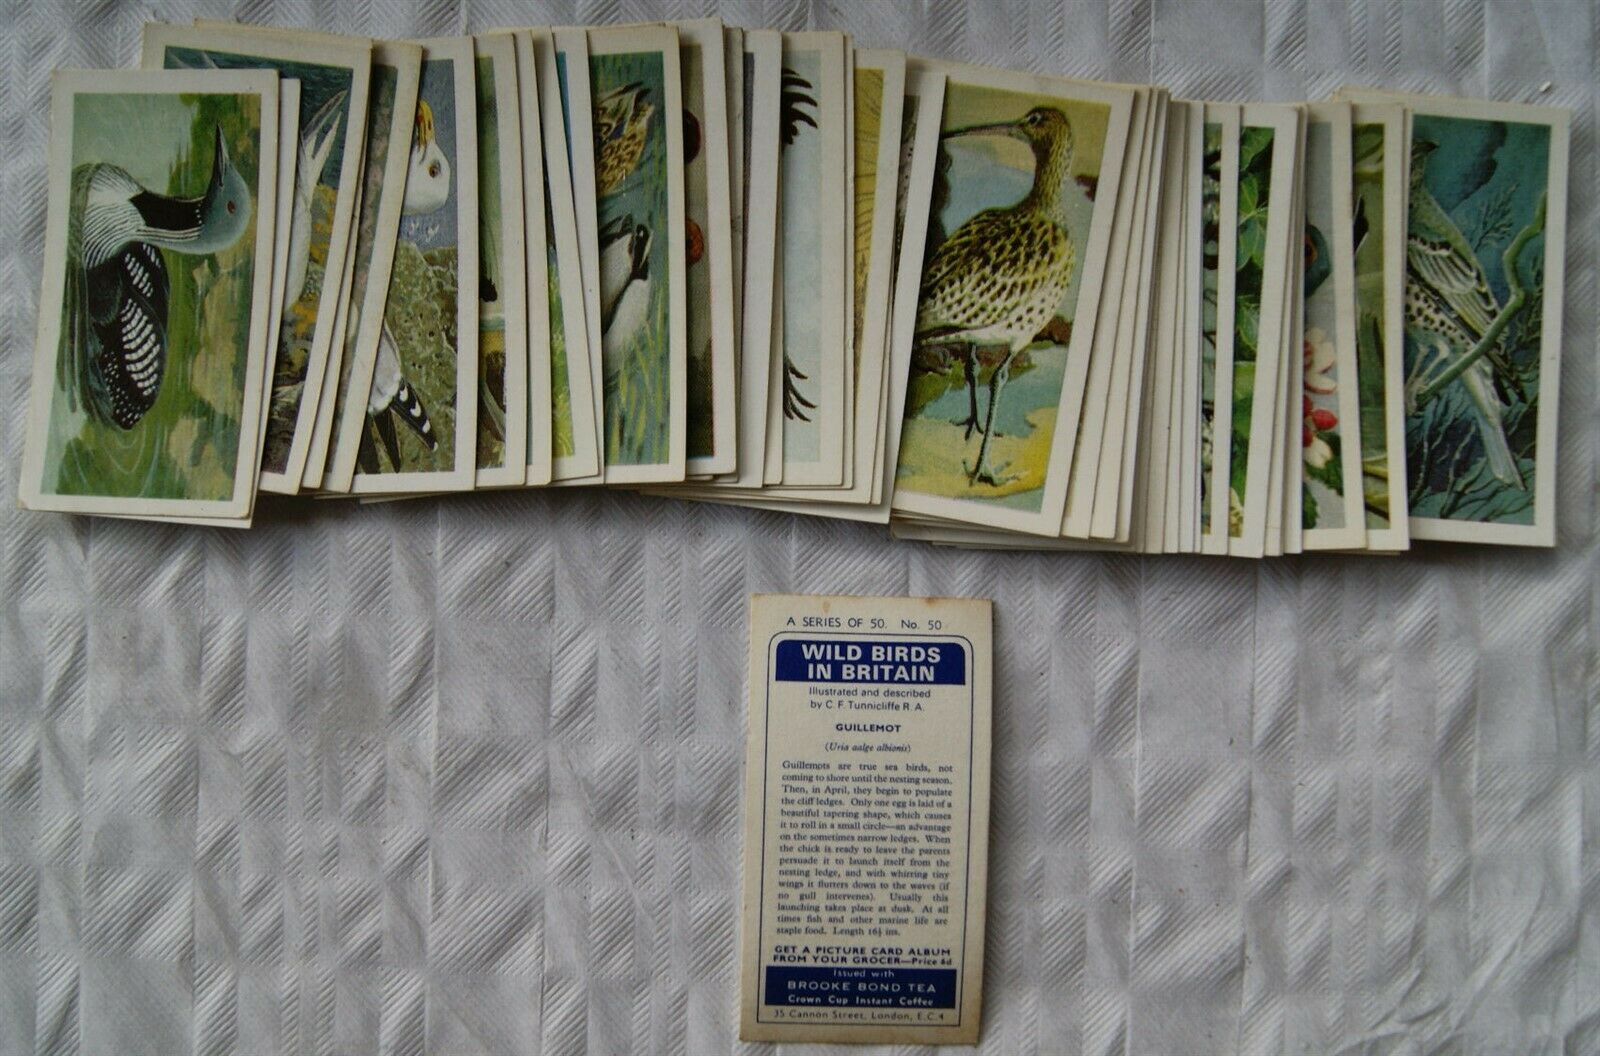 A SERIES OF 50. No. 50
WILD BIRDS
IN BRITAIN
Illustrated and described
by C. F. Tunnicliffe R. A.
GUILLEMOT
(Uria aalge albionis)
Guillemots are true sea birds, not
coming to shore until the nesting season.
Then, in April, they begin to populate
the cliff ledges. Only one egg is laid of a
beautiful tapering shape, which causes
it to roll in a small circle—an advantage
on the sometimes narrow ledges. When
the chick is ready to leave the parents
persuade it to launch itself from the
nesting ledge, and with whirring tiny
wings it flutters down to the waves (if
no gull intervenes). Usually this
launching takes place at dusk. At all
times fish and other marine life are
staple food. Length 16½ ins.
GET A PICTURE CARD ALBUM
FROM YOUR GROCER—Price 6d
Issued with
BROOKE BOND TEA
Crown Cup Instant Coffee
35 Cannon Street, London, E.C.4